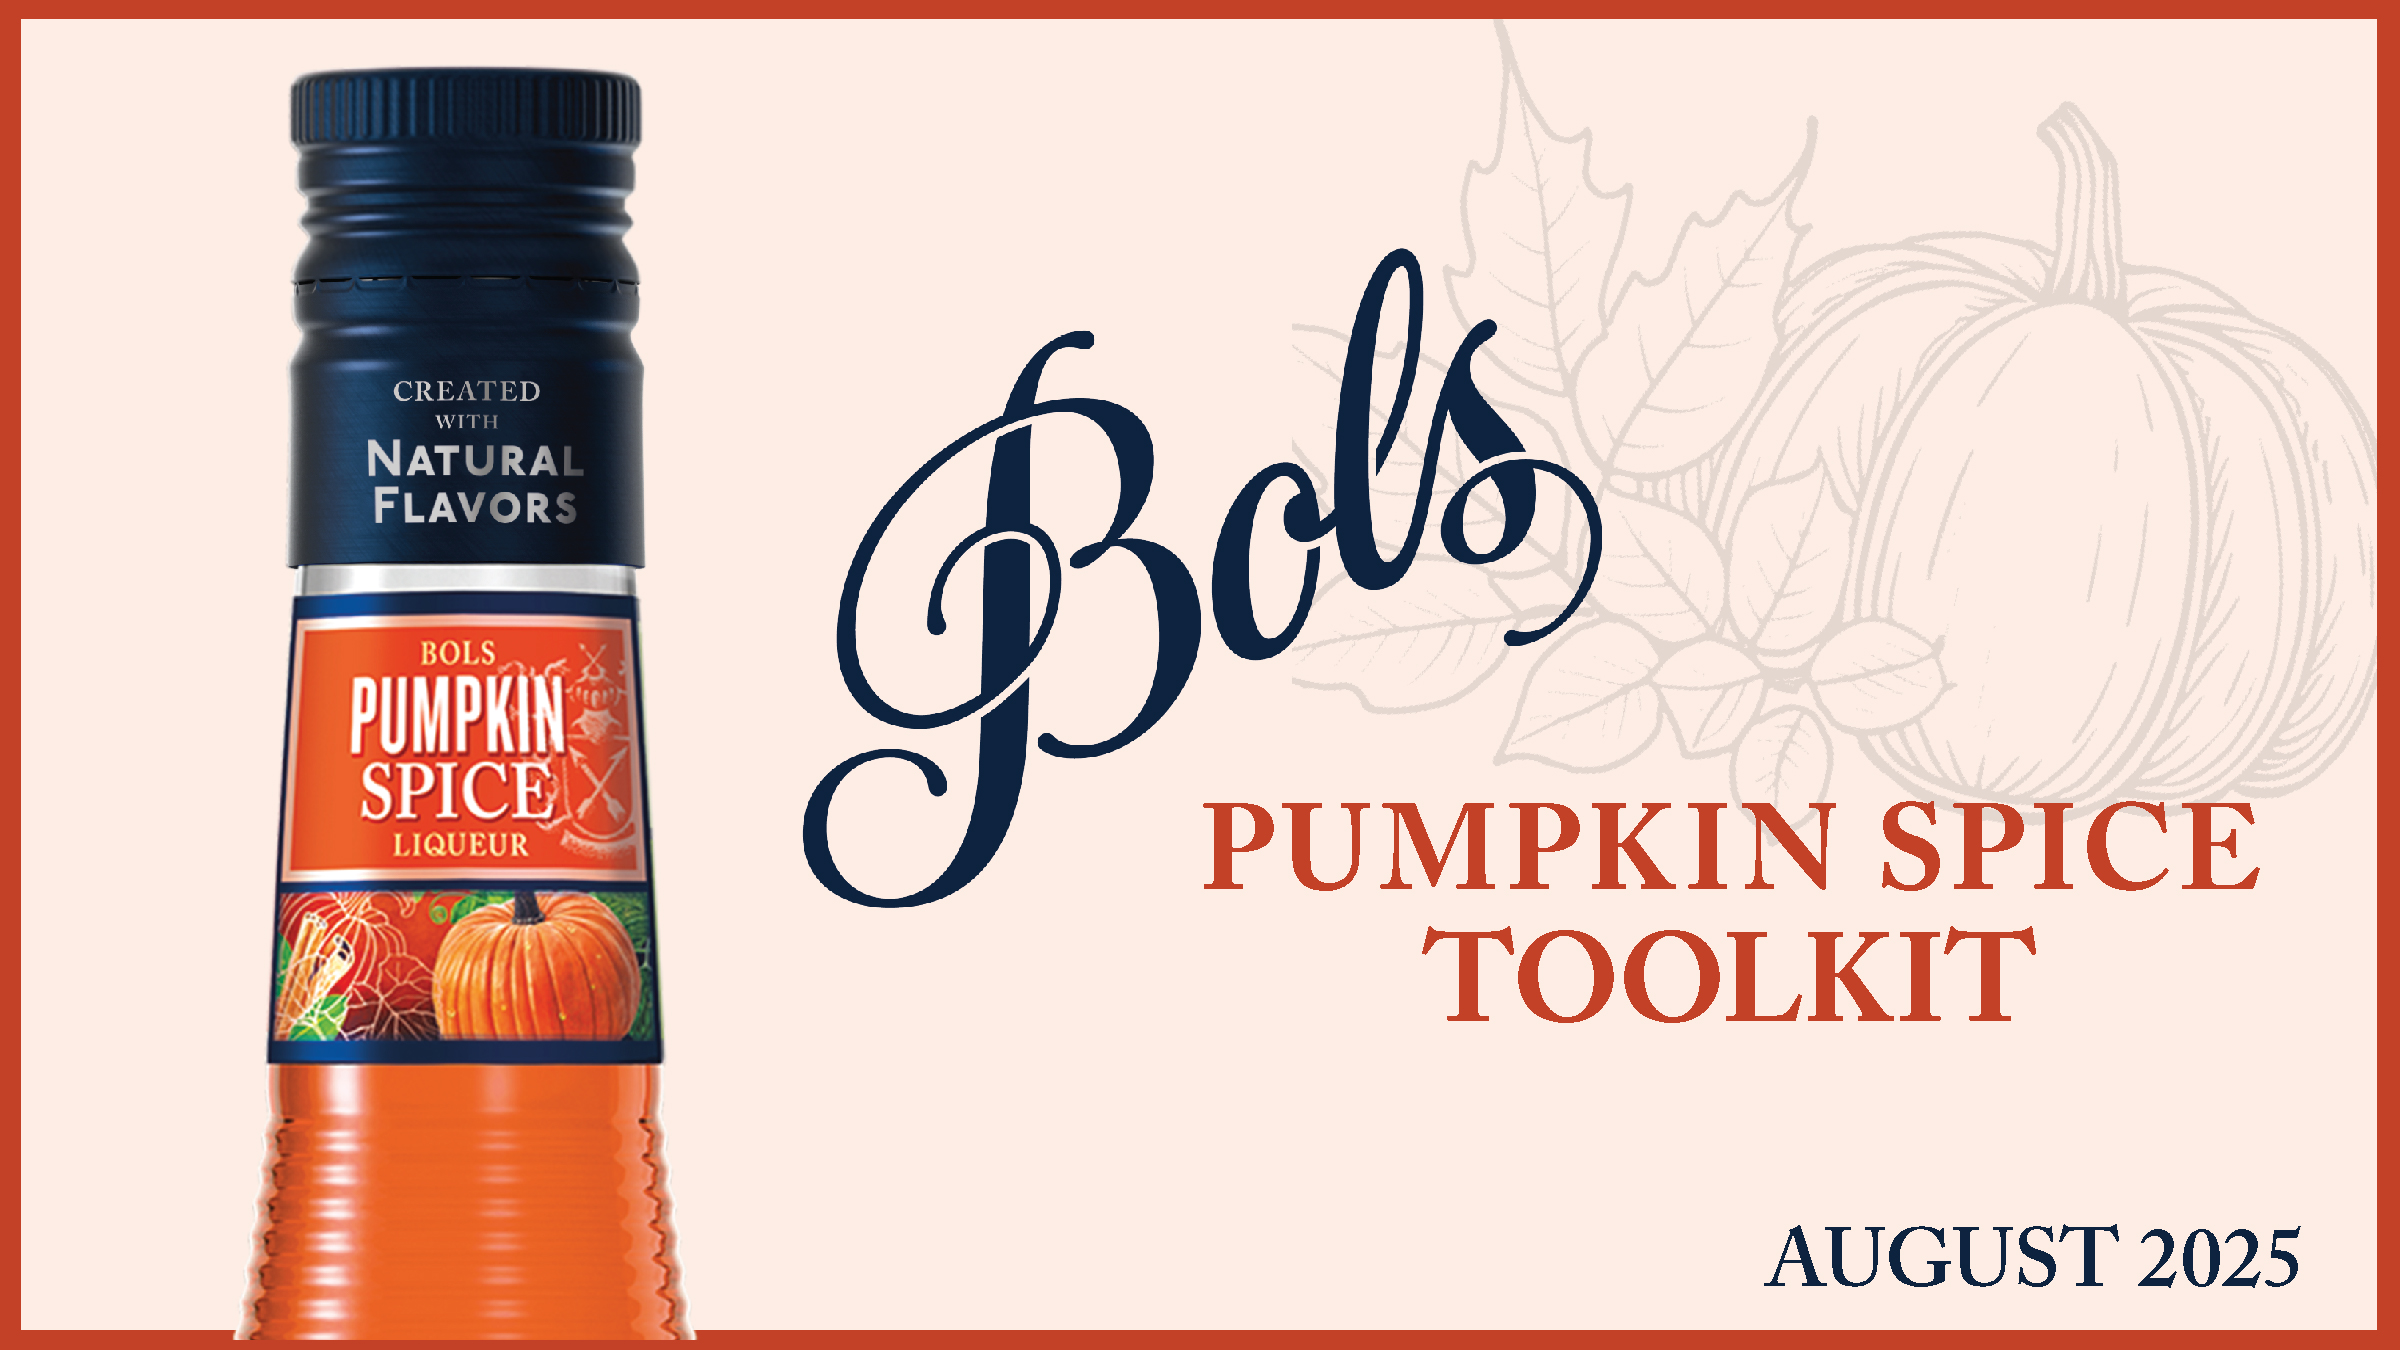 CREATED
WITH
NATURAL
FLAVORS
BOLS
PUMPKIN
SPICE
LIQUEUR
Bols
PUMPKIN SPICE
TOOLKIT
AUGUST 2025